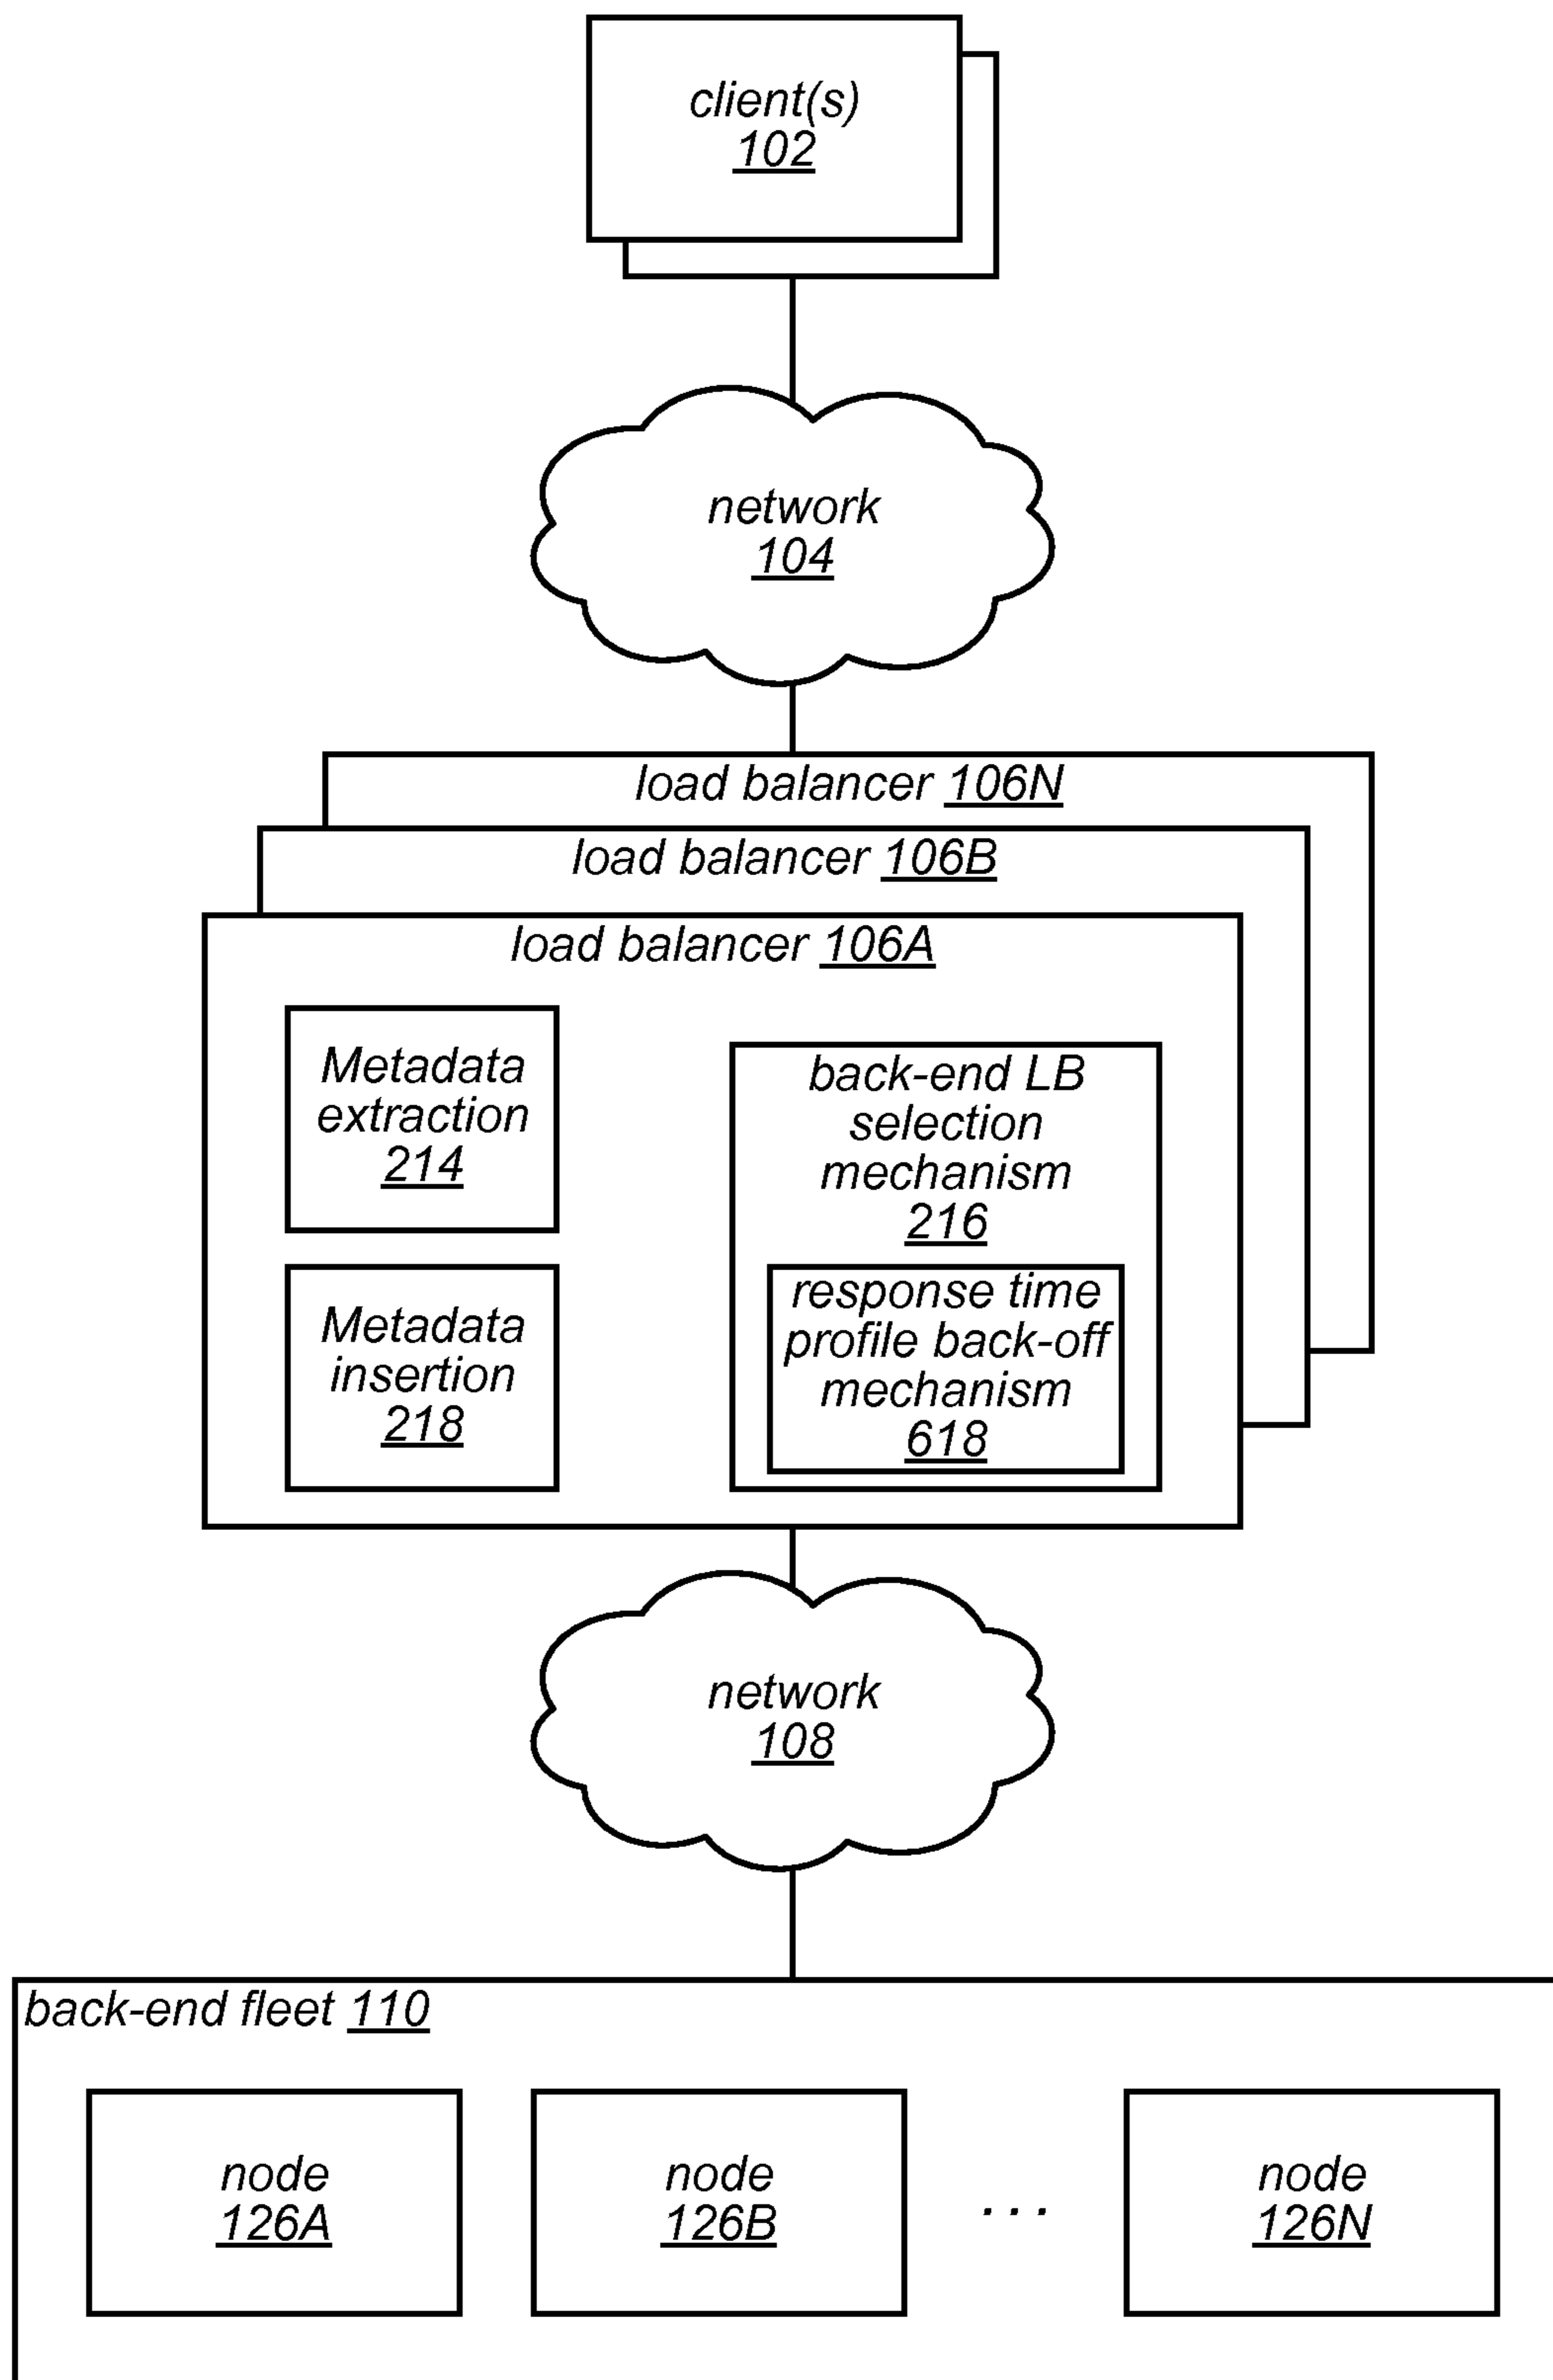 client(s)
102
network
104
load balancer 106N
load balancer 106B
load balancer 106A
Metadata
extraction
214
back-end LB
selection
mechanism
216
Metadata
insertion
218
response time
profile back-off
mechanism
618
network
108
back-end fleet 110
node
126A
node
126B
. . .
node
126N